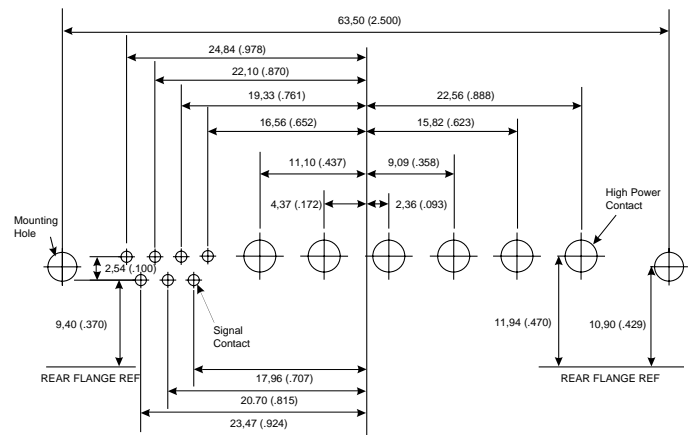 63,50 (2.500)
24,84 (.978)
22,10 (.870)
19,33 (.761)
22,56 (.888)
16,56 (.652)
15,82 (.623)
11,10 (.437)
9,09 (.358)
4,37 (.172)
2,36 (.093)
High Power
Contact
Mounting
Hole
2,54 (.100)
9,40 (.370)
Signal
Contact
11,94 (.470)
10,90 (.429)
REAR FLANGE REF
REAR FLANGE REF
17,96 (.707)
20.70 (.815)
23,47 (.924)